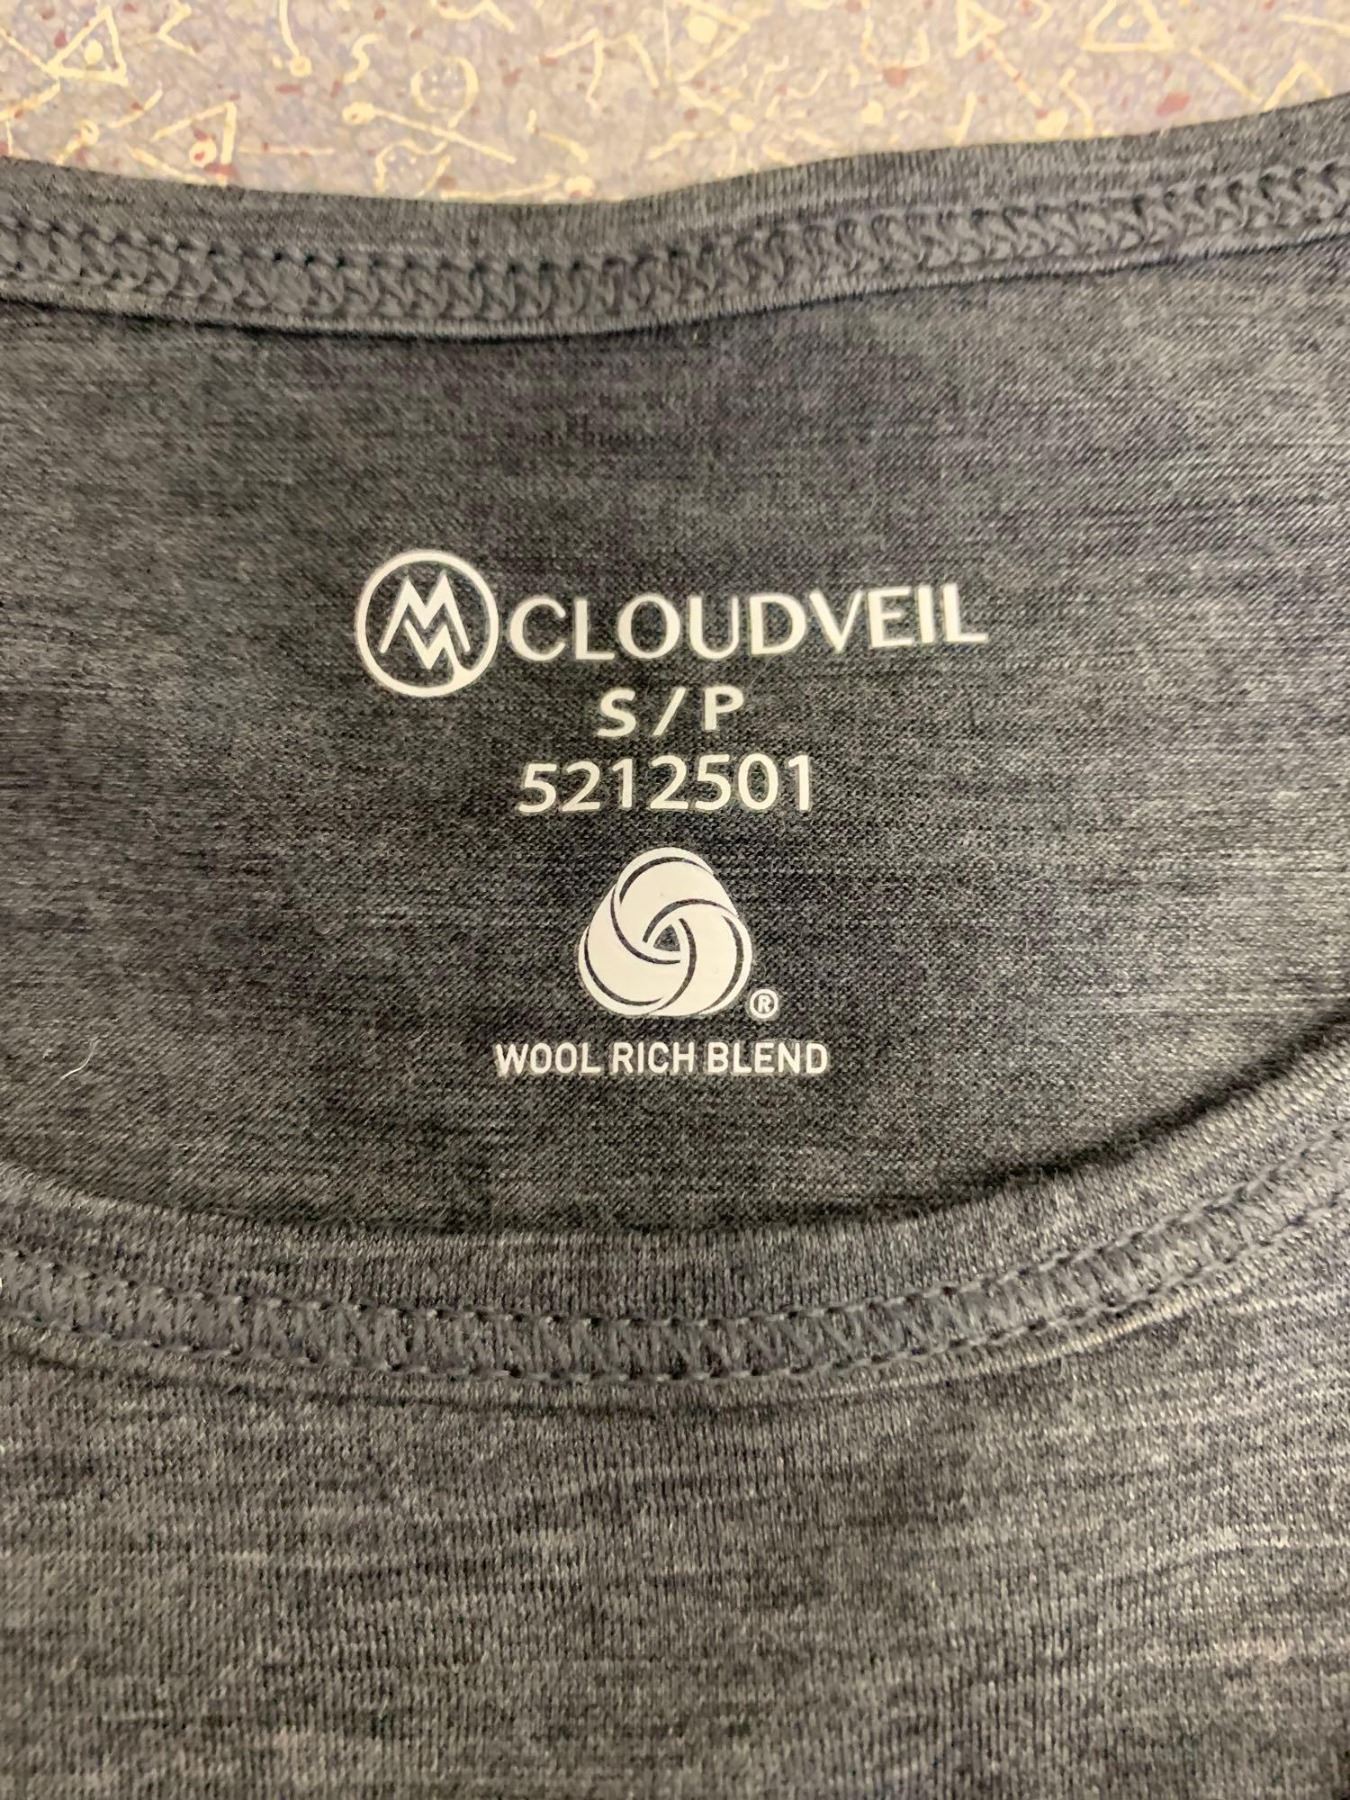 CLOUDVEIL
S / P
5212501
®
WOOL RICH BLEND